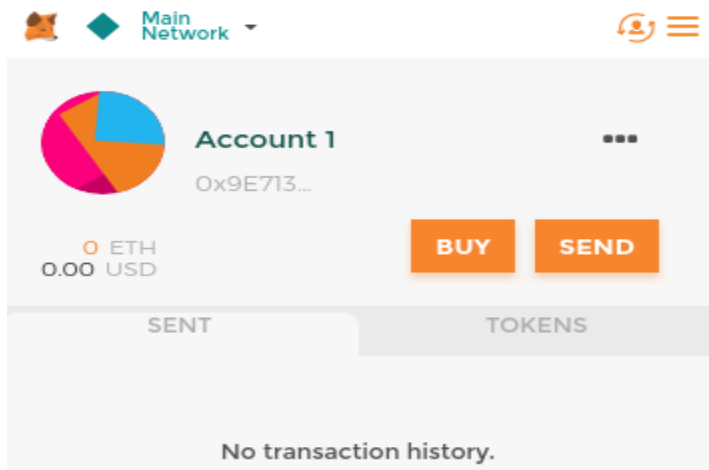 Main
Network
Account 1
0x9E713...
0 ETH
0.00 USD
BUY
SEND
SENT
TOKENS
No transaction history.